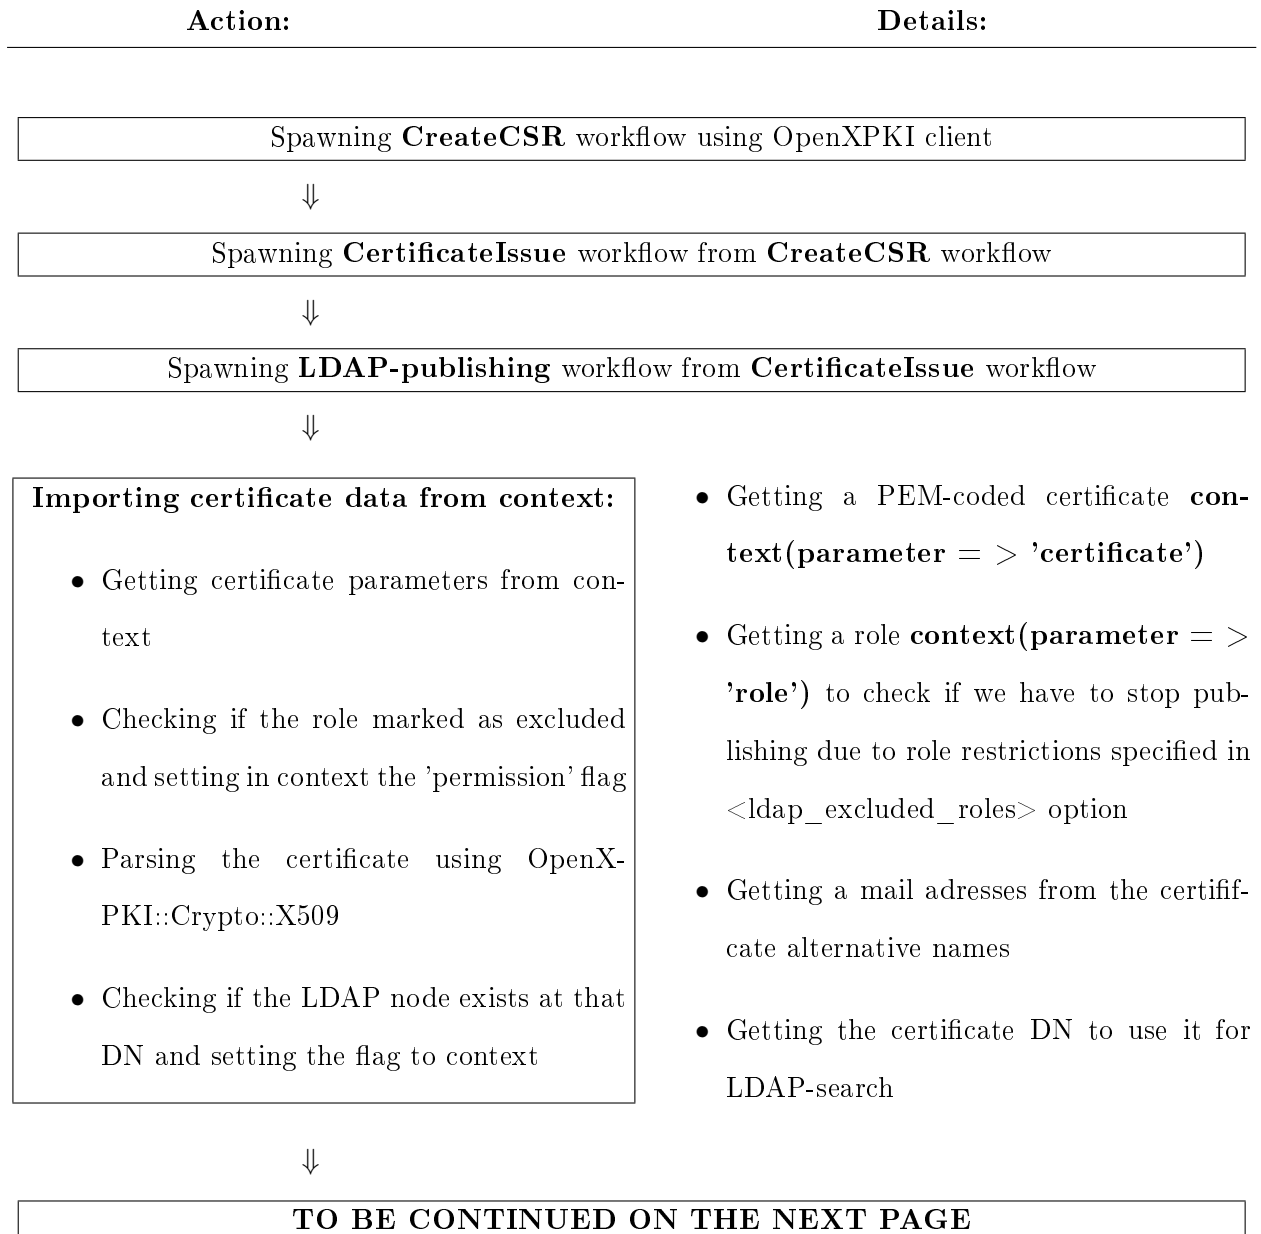 Action:
Details:
Spawning CreateCSR workflow using OpenXPKI client
⇓
Spawning CertificateIssue workflow from CreateCSR workflow
⇓
Spawning LDAP-publishing workflow from CertificateIssue workflow
⇓
Importing certificate data from context:
• Getting certificate parameters from con-
text
• Checking if the role marked as excluded
and setting in context the 'permission' flag
• Parsing the certificate using OpenX-
PKI::Crypto::X509
• Checking if the LDAP node exists at that
DN and setting the flag to context
• Getting a PEM-coded certificate con-
text(parameter = > 'certificate')
• Getting a role context(parameter = >
'role') to check if we have to stop pub-
lishing due to role restrictions specified in
<ldap_excluded_roles> option
• Getting a mail adresses from the certifif-
cate alternative names
• Getting the certificate DN to use it for
LDAP-search
⇓
TO BE CONTINUED ON THE NEXT PAGE